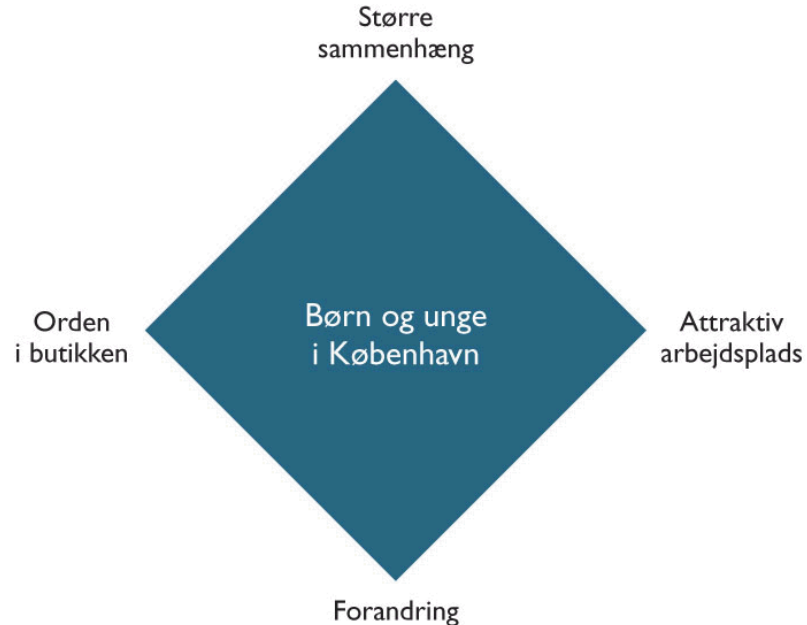 Større
sammenhæng
Orden
i butikken
Børn og unge
i København
Attraktiv
arbejdsplads
Forandring